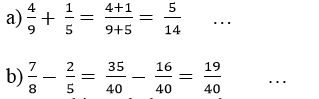 a) 4/9 + 1/5 = 4+1/9+5 = 5/14 ...
b) 7/8 − 2/5 = 35/40 − 16/40 = 19/40 ...